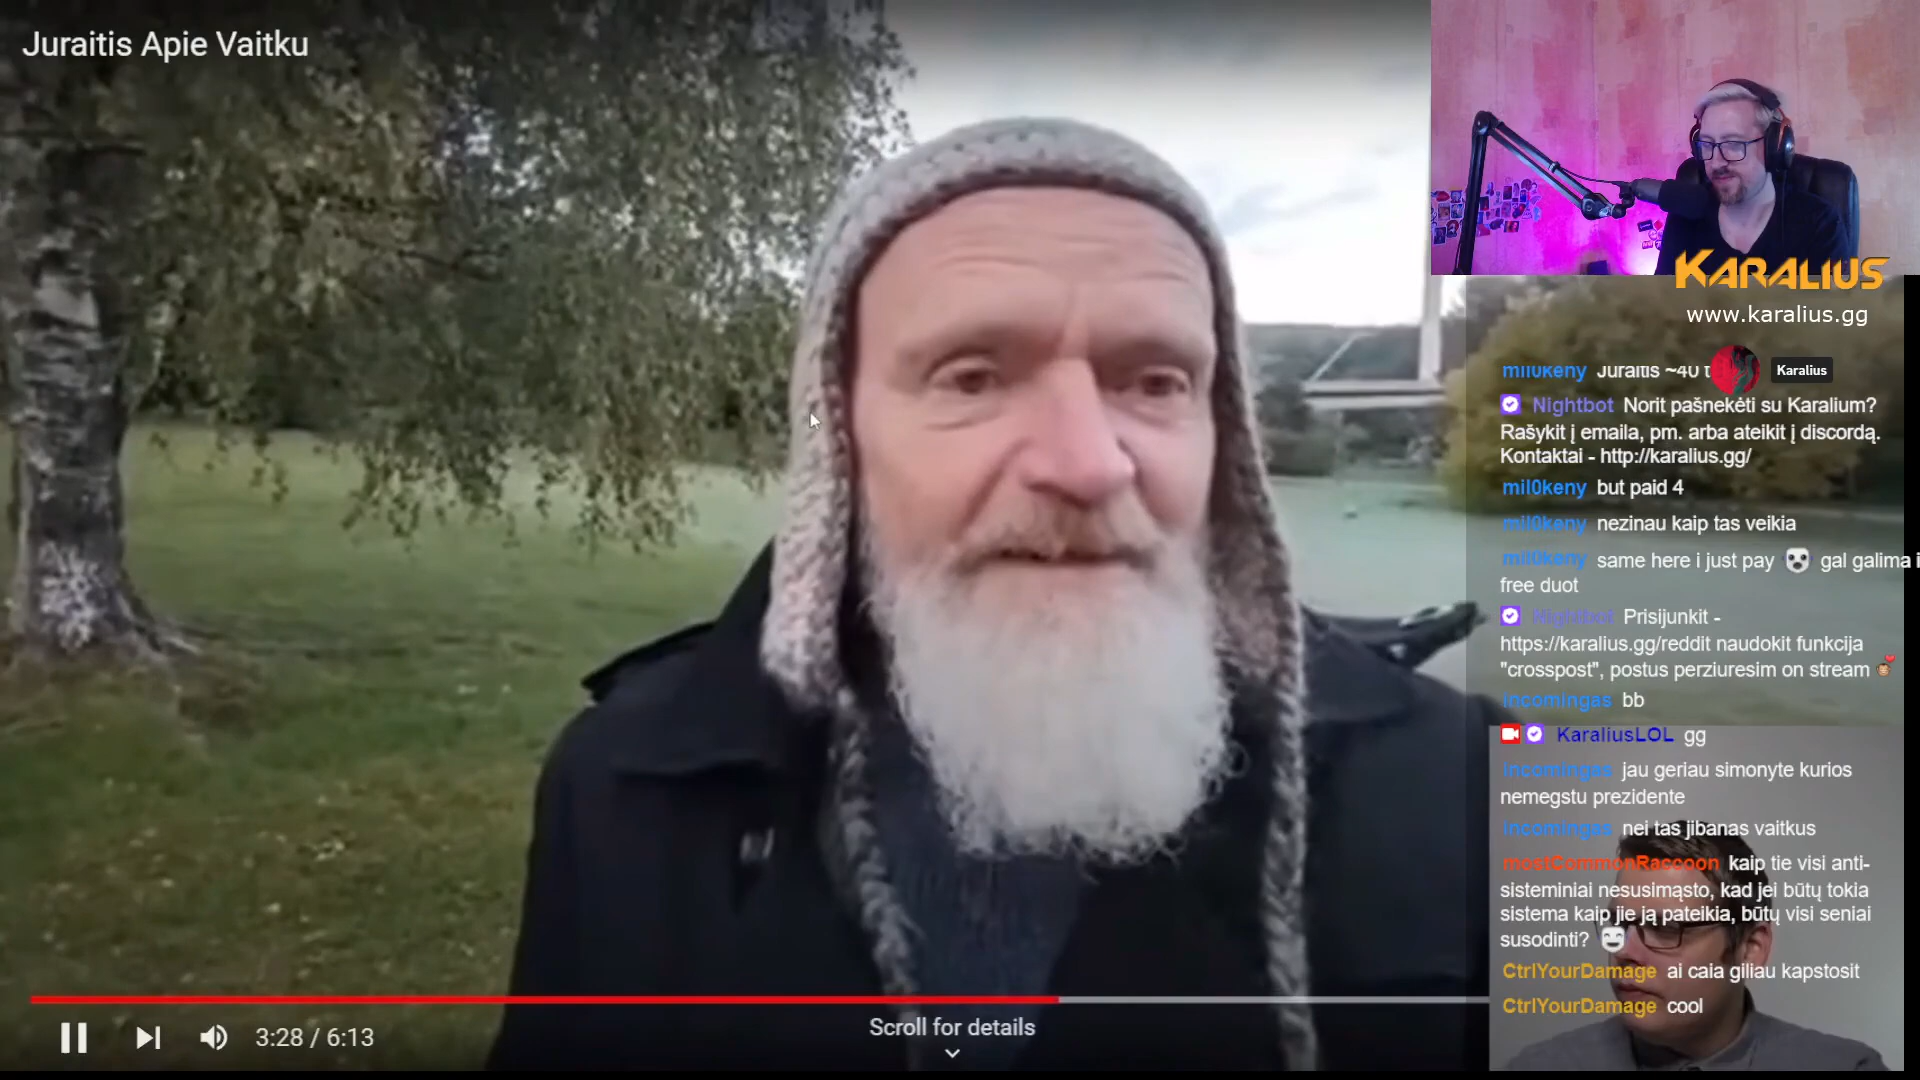 Juraitis Apie Vaitku
KARALIUS
www.karalius.gg
mil0keny Juraitis ~40 t
Karalius
Nightbot Norit pašnekėti su Karalium?
Rašykit į emaila, pm. arba ateikit į discordą.
Kontaktai - http://karalius.gg/
mil0keny but paid 4
mil0keny nezinau kaip tas veikia
mil0keny same here i just pay gal galima i
free duot
Nightbot Prisijunkit -
https://karalius.gg/reddit naudokit funkcija
"crosspost", postus perziuresim on stream
incomingas bb
KaraliusLOL gg
incomingas jau geriau simonyte kurios
nemegstu prezidente
incomingas nei tas jibanas vaitkus
mostCommonRaccoon kaip tie visi anti-
sisteminiai nesusimąsto, kad jei būtų tokia
sistema kaip jie ją pateikia, būtų visi seniai
susodinti?
CtrlYourDamage ai caia giliau kapstosit
CtrlYourDamage cool
3:28 / 6:13
Scroll for details